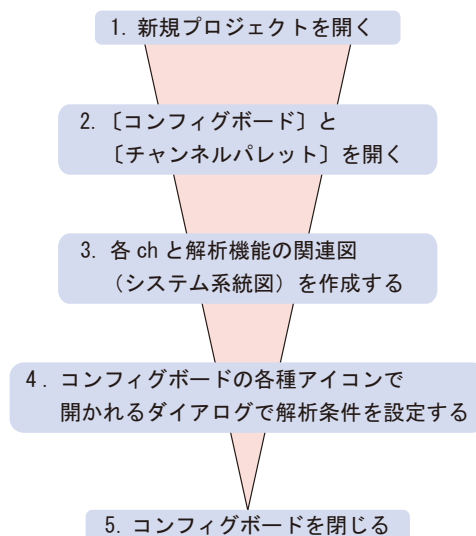 1. 新規プロジェクトを開く
2. 〔コンフィグボード〕と
〔チャンネルパレット〕を開く
3. 各 ch と解析機能の関連図
（システム系統図）を作成する
4. コンフィグボードの各種アイコンで
開かれるダイアログで解析条件を設定する
5. コンフィグボードを閉じる